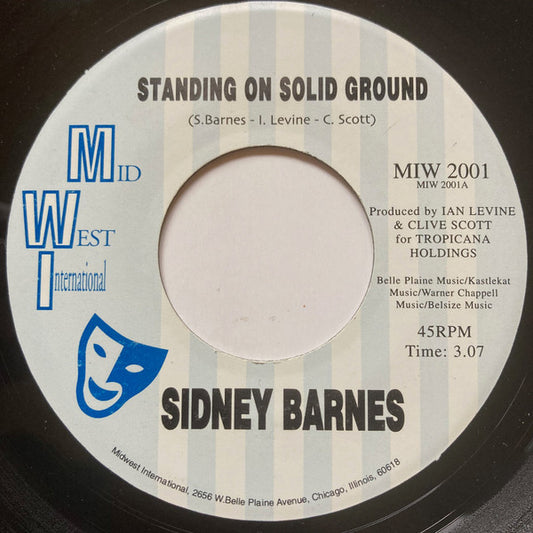 STANDING ON SOLID GROUND
(S.Barnes - I. Levine - C. Scott)
MID
WEST
International
MIW 2001
MIW 2001A
Produced by IAN LEVINE
& CLIVE SCOTT
for TROPICANA
HOLDINGS
Belle Plaine Music/Kastlekat
Music/Warner Chappell
Music/Belsize Music
45RPM
Time: 3.07
SIDNEY BARNES
Midwest International, 2656 W.Belle Plaine Avenue, Chicago, Illinois, 60618